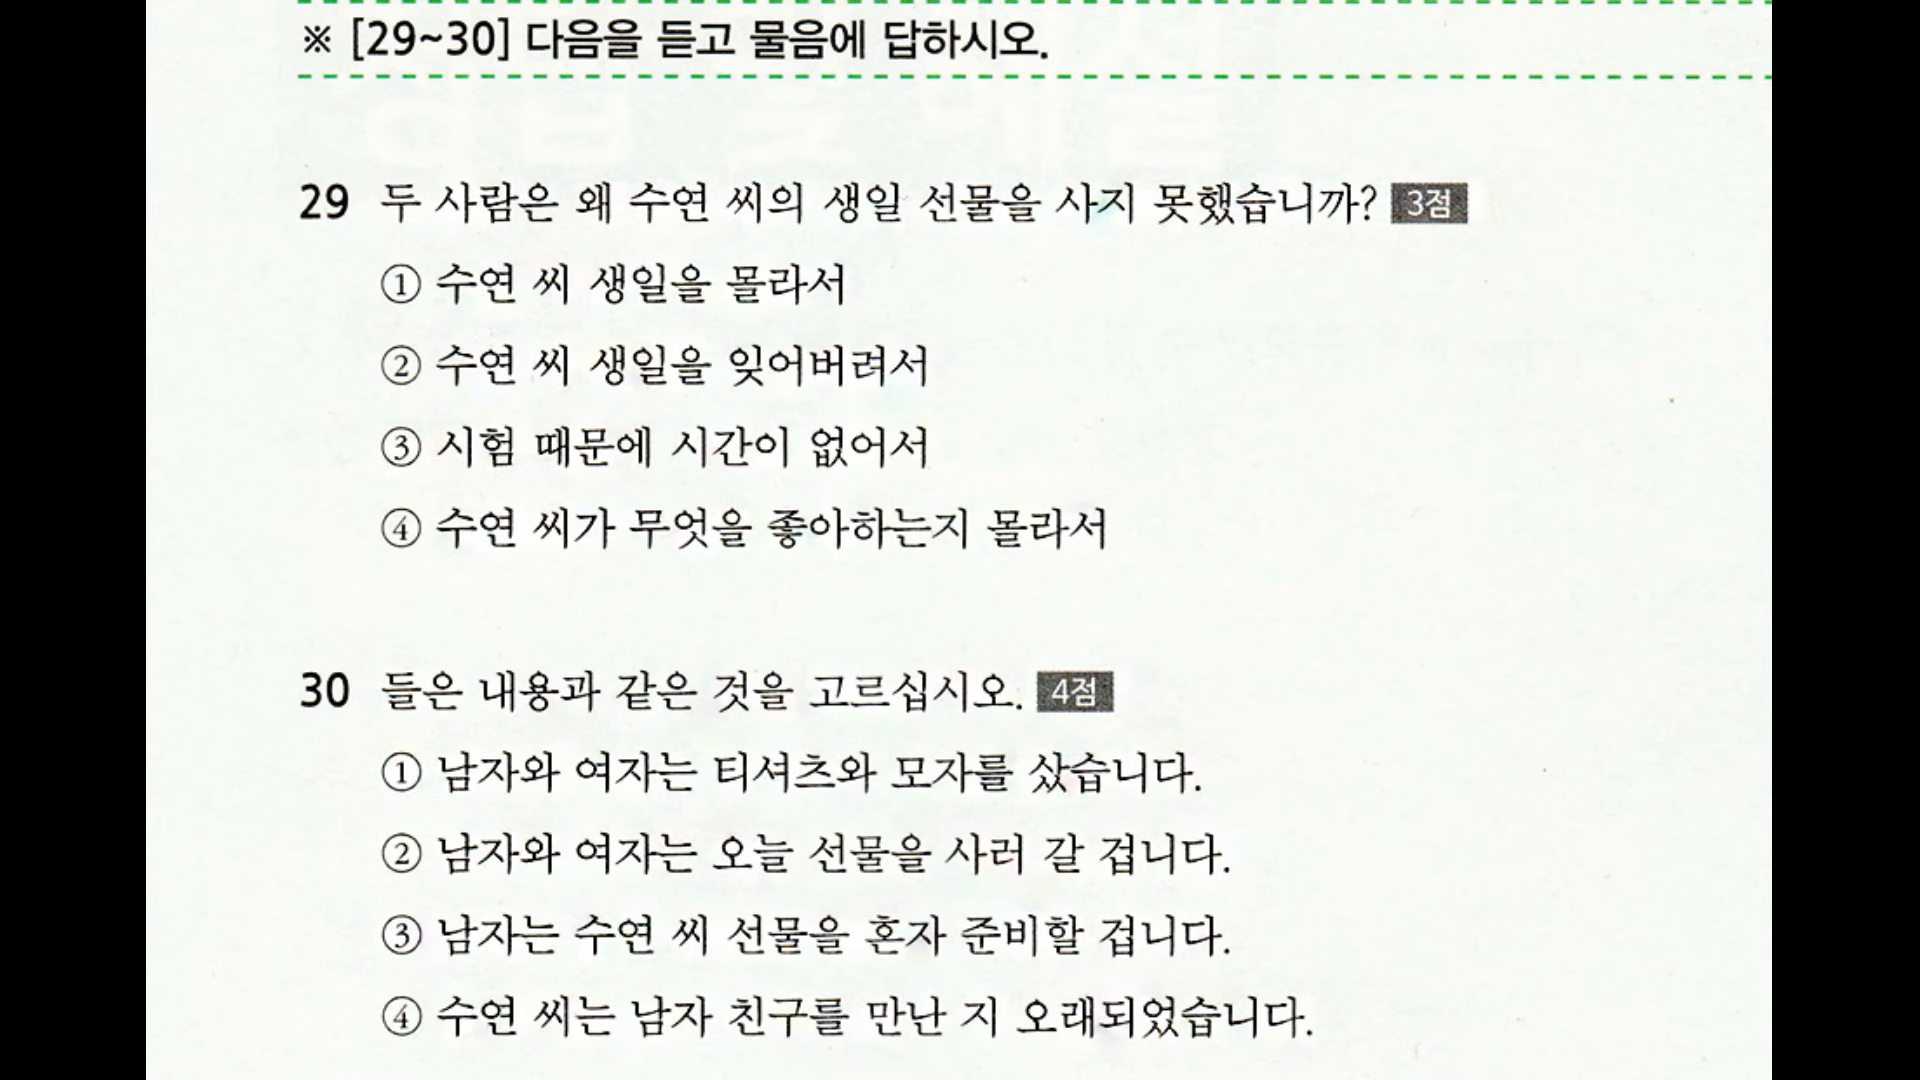 ※ [29~30] 다음을 듣고 물음에 답하시오.
29 두 사람은 왜 수연 씨의 생일 선물을 사지 못했습니까? 3점
① 수연 씨 생일을 몰라서
② 수연 씨 생일을 잊어버려서
③ 시험 때문에 시간이 없어서
④ 수연 씨가 무엇을 좋아하는지 몰라서
30 들은 내용과 같은 것을 고르십시오. 4점
① 남자와 여자는 티셔츠와 모자를 샀습니다.
② 남자와 여자는 오늘 선물을 사러 갈 겁니다.
③ 남자는 수연 씨 선물을 혼자 준비할 겁니다.
④ 수연 씨는 남자 친구를 만난 지 오래되었습니다.